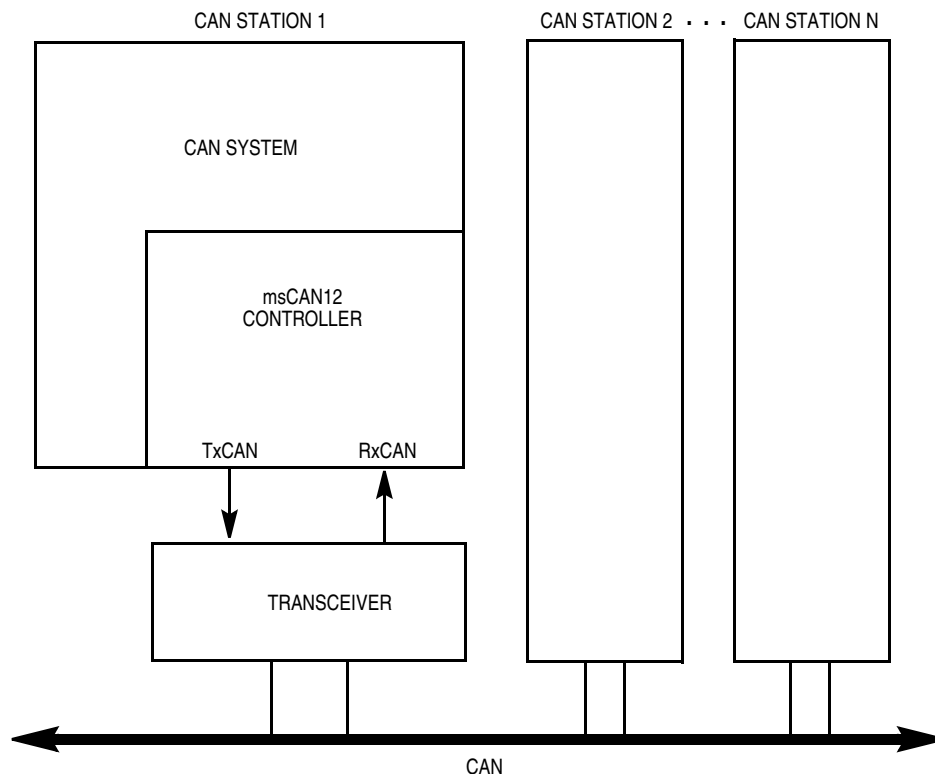 CAN STATION 1
CAN STATION 2 . . . CAN STATION N
CAN SYSTEM
msCAN12
CONTROLLER
TxCAN
RxCAN
TRANSCEIVER
CAN